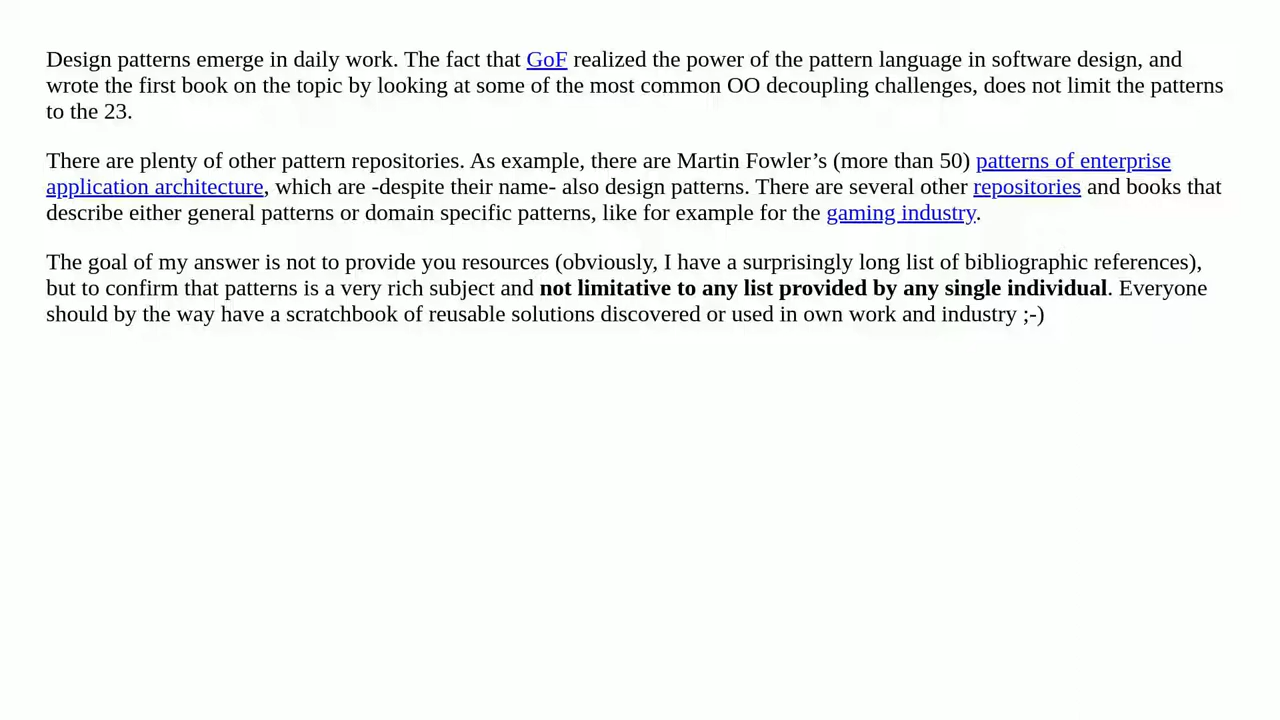 Design patterns emerge in daily work. The fact that GoF realized the power of the pattern language in software design, and
wrote the first book on the topic by looking at some of the most common OO decoupling challenges, does not limit the patterns
to the 23.
There are plenty of other pattern repositories. As example, there are Martin Fowler’s (more than 50) patterns of enterprise
application architecture, which are -despite their name- also design patterns. There are several other repositories and books that
describe either general patterns or domain specific patterns, like for example for the gaming industry.
The goal of my answer is not to provide you resources (obviously, I have a surprisingly long list of bibliographic references),
but to confirm that patterns is a very rich subject and not limitative to any list provided by any single individual. Everyone
should by the way have a scratchbook of reusable solutions discovered or used in own work and industry ;-)